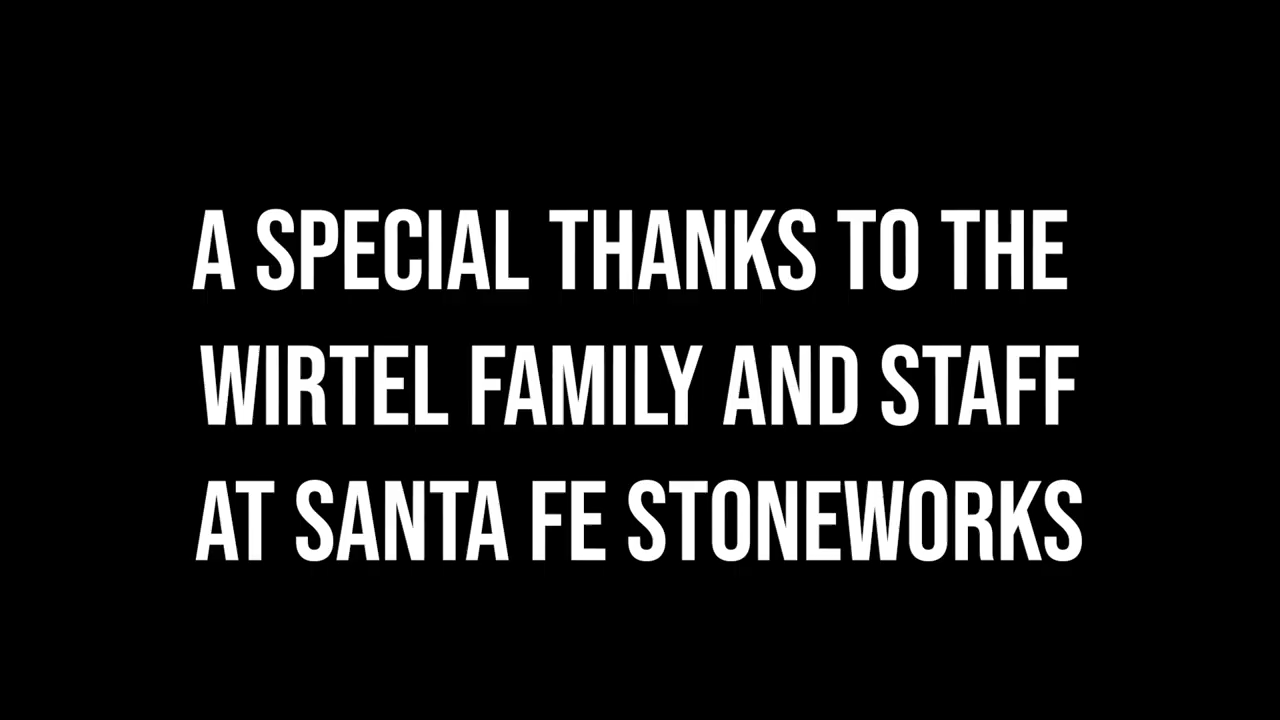 A SPECIAL THANKS TO THE
WIRTEL FAMILY AND STAFF
AT SANTA FE STONEWORKS